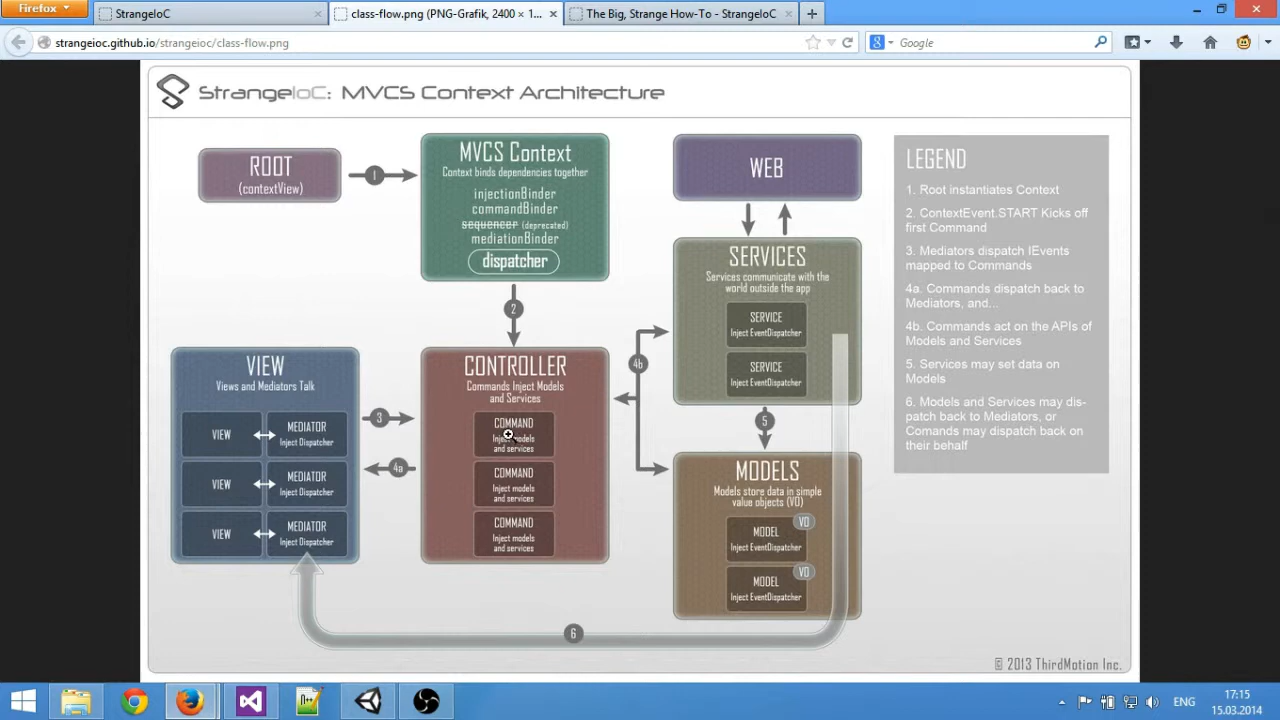 Firefox
StrangeIoC
class-flow.png (PNG-Grafik, 2400 × 1...
The Big, Strange How-To - StrangeIoC
strangeioc.github.io/strangeioc/class-flow.png
Google
StrangeIoC: MVCS Context Architecture
ROOT
(contextView)
1
MVCS Context
Context binds dependencies together
injectionBinder
commandBinder
sequencer (deprecated)
mediationBinder
dispatcher
2
WEB
SERVICES
Services communicate with the
world outside the app
SERVICE
Inject EventDispatcher
SERVICE
Inject EventDispatcher
4b
5
MODELS
Models store data in simple
value objects (VO)
VO
MODEL
Inject EventDispatcher
VO
MODEL
Inject EventDispatcher
VIEW
Views and Mediators Talk
VIEW
MEDIATOR
Inject Dispatcher
VIEW
MEDIATOR
Inject Dispatcher
VIEW
MEDIATOR
Inject Dispatcher
3
4a
CONTROLLER
Commands Inject Models
and Services
COMMAND
Inject models
and services
COMMAND
Inject models
and services
COMMAND
Inject models
and services
6
LEGEND
1. Root instantiates Context
2. ContextEvent.START Kicks off
first Command
3. Mediators dispatch IEvents
mapped to Commands
4a. Commands dispatch back to
Mediators, and...
4b. Commands act on the APIs of
Models and Services
5. Services may set data on
Models
6. Models and Services may dis-
patch back to Mediators, or
Comands may dispatch back on
their behalf
© 2013 ThirdMotion Inc.
ENG
17:15
15.03.2014